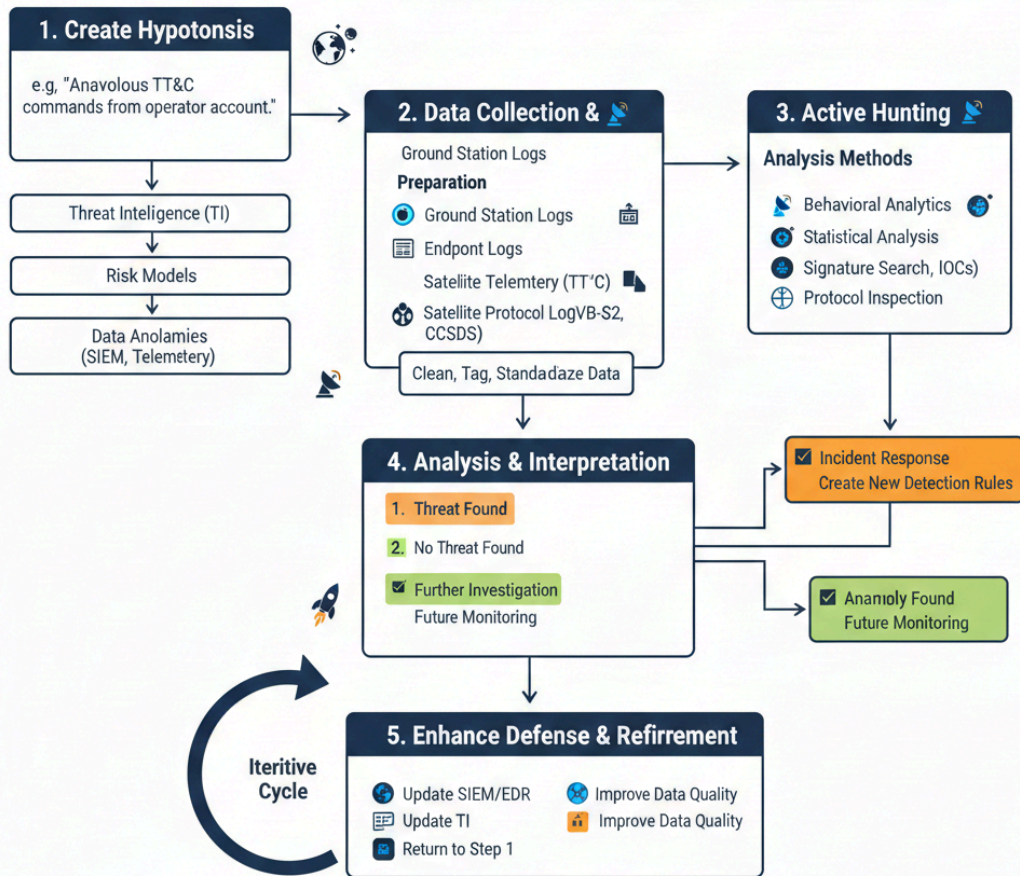 1. Create Hypotonsis
e.g, "Anavolous TT&C
commands from operator account."
Threat Inteligence (TI)
Risk Models
Data Anolamies
(SIEM, Telemetery)
2. Data Collection &
Ground Station Logs
Preparation
Ground Station Logs
Endpont Logs
Satellite Telemtery (TT'C)
Satellite Protocol LogVB-S2,
CCSDS)
Clean, Tag, Standadaze Data
3. Active Hunting
Analysis Methods
Behavioral Analytics
Statistical Analysis
Signature Search, IOCs)
Protocol Inspection
4. Analysis & Interpretation
1. Threat Found
2. No Threat Found
Further Investigation
Future Monitoring
Incident Response
Create New Detection Rules
Anamoly Found
Future Monitoring
Iteritive
Cycle
5. Enhance Defense & Refirrement
Update SIEM/EDR
Update TI
Return to Step 1
Improve Data Quality
Improve Data Quality